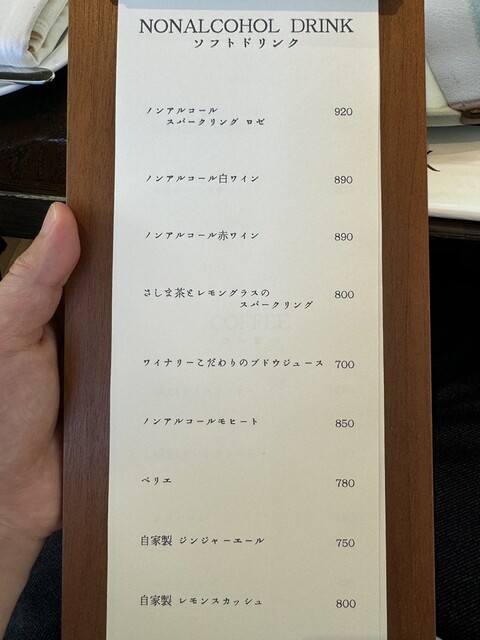 NONALCOHOL DRINK
ソフトドリンク
ノンアルコール
スパークリング ロゼ 920
ノンアルコール白ワイン 890
ノンアルコール赤ワイン 890
さしま茶とレモングラスの 800
スパークリング
ワイナリーこだわりのブドウジュース 700
ノンアルコールモヒート 850
ペリエ 780
自家製 ジンジャーエール 750
自家製 レモンスカッシュ 800